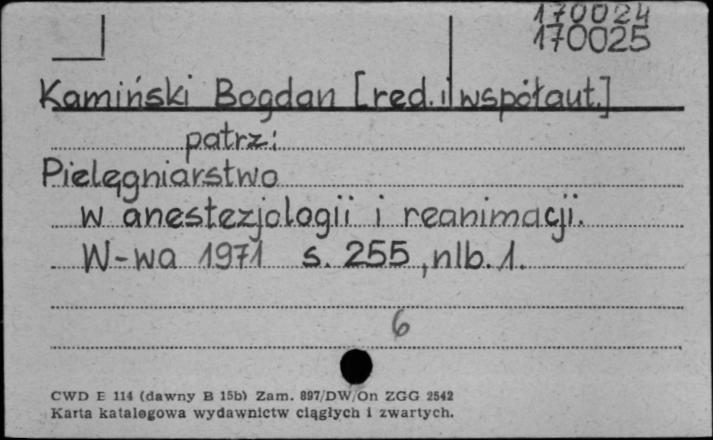 170024
170025
Kamiński Bogdan [red. i współaut.]
patrz:
Pielęgniarstwo
w anestezjologii i reanimacji.
W-wa 1971 s. 255, nlb. 1.
6
CWD E 114 (dawny B 15b) Zam. 897/DW/On ZGG 2542
Karta katalogowa wydawnictw ciągłych i zwartych.